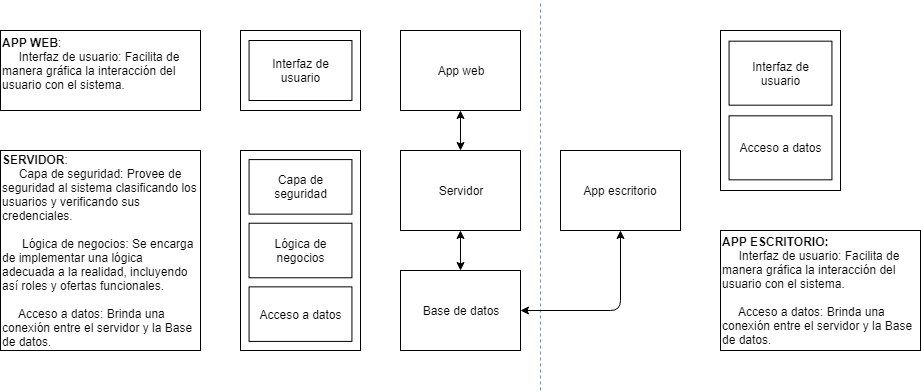 APP WEB:
Interfaz de usuario: Facilita de
manera gráfica la interacción del
usuario con el sistema.
Interfaz de
usuario
App web
SERVIDOR:
Capa de seguridad: Provee de
seguridad al sistema clasificando los
usuarios y verificando sus
credenciales.
Lógica de negocios: Se encarga
de implementar una lógica
adecuada a la realidad, incluyendo
así roles y ofertas funcionales.
Acceso a datos: Brinda una
conexión entre el servidor y la Base
de datos.
Capa de
seguridad
Lógica de
negocios
Acceso a datos
Servidor
Base de datos
App escritorio
Interfaz de
usuario
Acceso a datos
APP ESCRITORIO:
Interfaz de usuario: Facilita de
manera gráfica la interacción del
usuario con el sistema.
Acceso a datos: Brinda una
conexión entre el servidor y la Base
de datos.